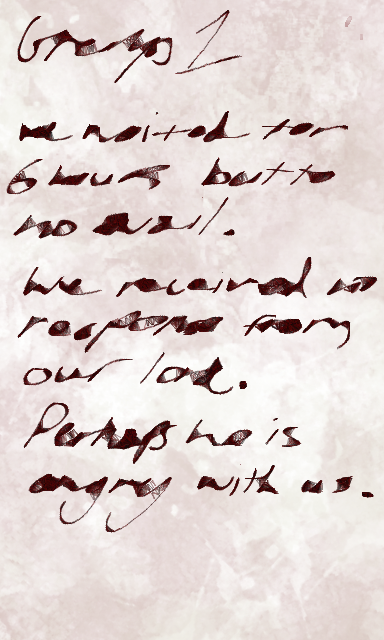 Groups 1
we waited for
6 hours but to
no avail.
We received no
response from
our lord.
Perhaps he is
angry with us.